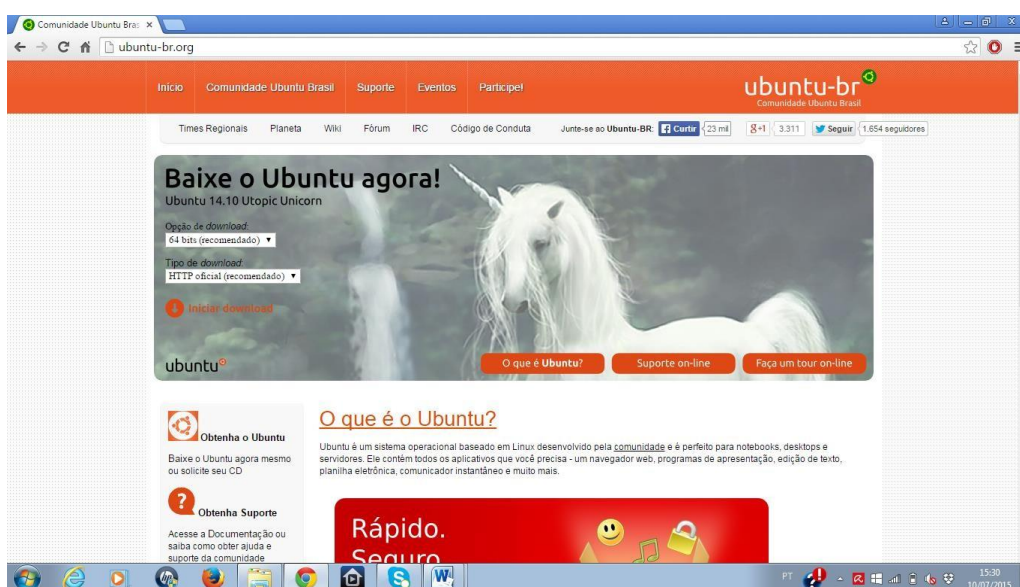 Comunidade Ubuntu Bras
ubuntu-br.org
Início Comunidade Ubuntu Brasil Suporte Eventos Participe!
ubuntu-br
Comunidade Ubuntu Brasil
Times Regionais Planeta Wiki Fórum IRC Código de Conduta Junte-se ao Ubuntu-BR: Curtir 23 mil g+1 3.311 Seguir 1.654 seguidores
Baixe o Ubuntu agora!
Ubuntu 14.10 Utopic Unicorn
Opção de download:
64 bits (recomendado)
Tipo de download:
HTTP oficial (recomendado)
Iniciar download
ubuntu
O que é Ubuntu? Suporte on-line Faça um tour on-line
Obtenha o Ubuntu
Baixe o Ubuntu agora mesmo
ou solicite seu CD
Obtenha Suporte
Acesse a Documentação ou
saiba como obter ajuda e
suporte da comunidade
O que é o Ubuntu?
Ubuntu é um sistema operacional baseado em Linux desenvolvido pela comunidade e é perfeito para notebooks, desktops e
servidores. Ele contém todos os aplicativos que você precisa - um navegador web, programas de apresentação, edição de texto,
planilha eletrônica, comunicador instantâneo e muito mais.
Rápido.
Seguro
PT
15:30
10/07/2015